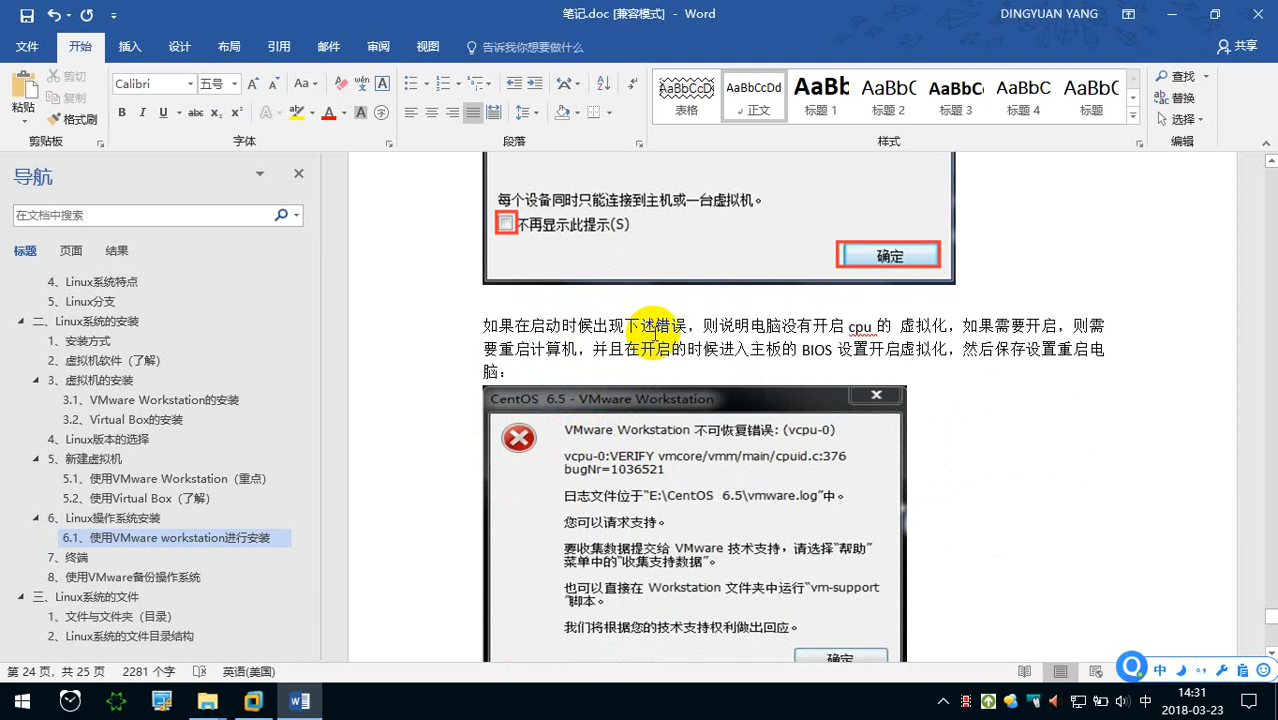 笔记.doc [兼容模式] - Word
DINGYUAN YANG
文件 开始 插入 设计 布局 引用 邮件 审阅 视图 告诉我你想要做什么 共享
粘贴 剪切
复制
格式刷
Calibri 五号
表格 正文 标题 1 标题 2 标题 3 标题 4 标题
AaBbCcDd AaBbCcDd AaBb AaBbC AaBbC AaBbC AaBbC
查找
替换
选择
剪贴板 字体 段落 样式 编辑
导航
在文档中搜索
标题 页面 结果
4、Linux系统特点
5、Linux分支
二、Linux系统的安装
1、安装方式
2、虚拟机软件（了解）
3、虚拟机的安装
3.1、VMware Workstation的安装
3.2、Virtual Box的安装
4、Linux版本的选择
5、新建虚拟机
5.1、使用VMware Workstation（重点）
5.2、使用Virtual Box（了解）
6、Linux操作系统安装
6.1、使用VMware workstation进行安装
7、终端
8、使用VMware备份操作系统
三、Linux系统的文件
1、文件与文件夹（目录）
2、Linux系统的文件目录结构
每个设备同时只能连接到主机或一台虚拟机。
不再显示此提示(S)
确定
如果在启动时候出现下述错误，则说明电脑没有开启 cpu 的 虚拟化，如果需要开启，则需
要重启计算机，并且在开启的时候进入主板的 BIOS 设置开启虚拟化，然后保存设置重启电
脑：
CentOS 6.5 - VMware Workstation
VMware Workstation 不可恢复错误: (vcpu-0)
vcpu-0:VERIFY vmcore/vmm/main/cpuid.c:376
bugNr=1036521
日志文件位于“E:\CentOS 6.5\vmware.log”中。
您可以请求支持。
要收集数据提交给 VMware 技术支持，请选择“帮助”
菜单中的“收集支持数据”。
也可以直接在 Workstation 文件夹中运行“vm-support
”脚本。
我们将根据您的技术支持权利做出回应。
确定
第 24 页，共 25 页 2281 个字 英语(美国)
中
中
14:31
2018-03-23